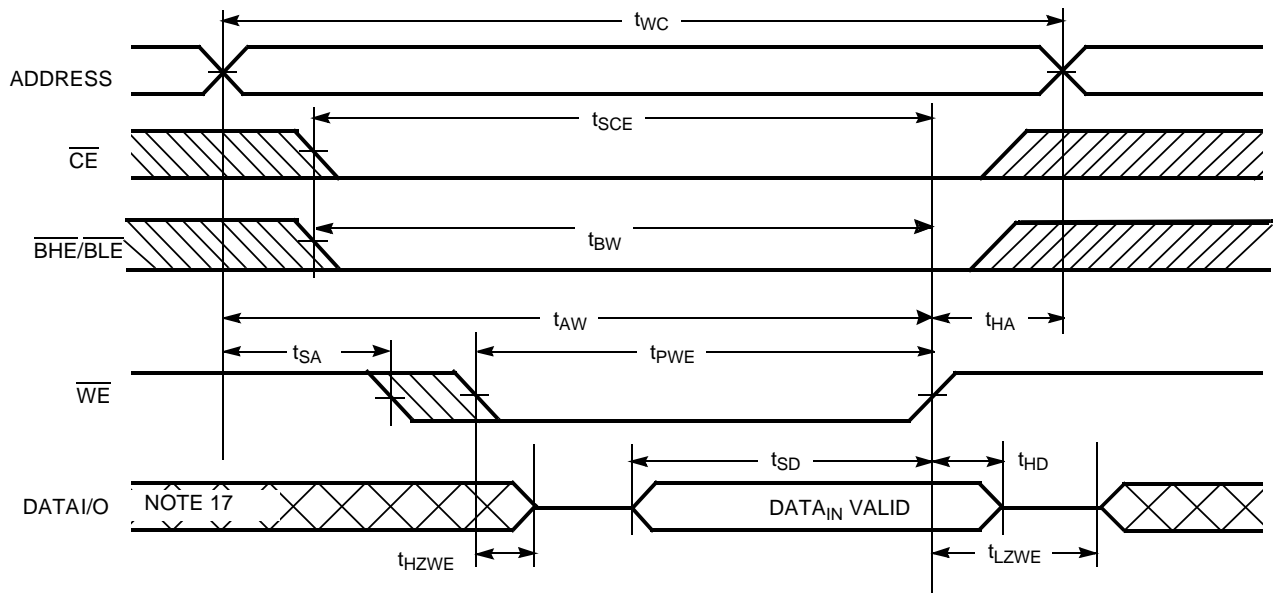 tWC
ADDRESS
tSCE
CE
tBW
BHE/BLE
tAW
tHA
tSA
tPWE
WE
tSD
tHD
DATAI/O
NOTE 17
DATAIN VALID
tHZWE
tLZWE